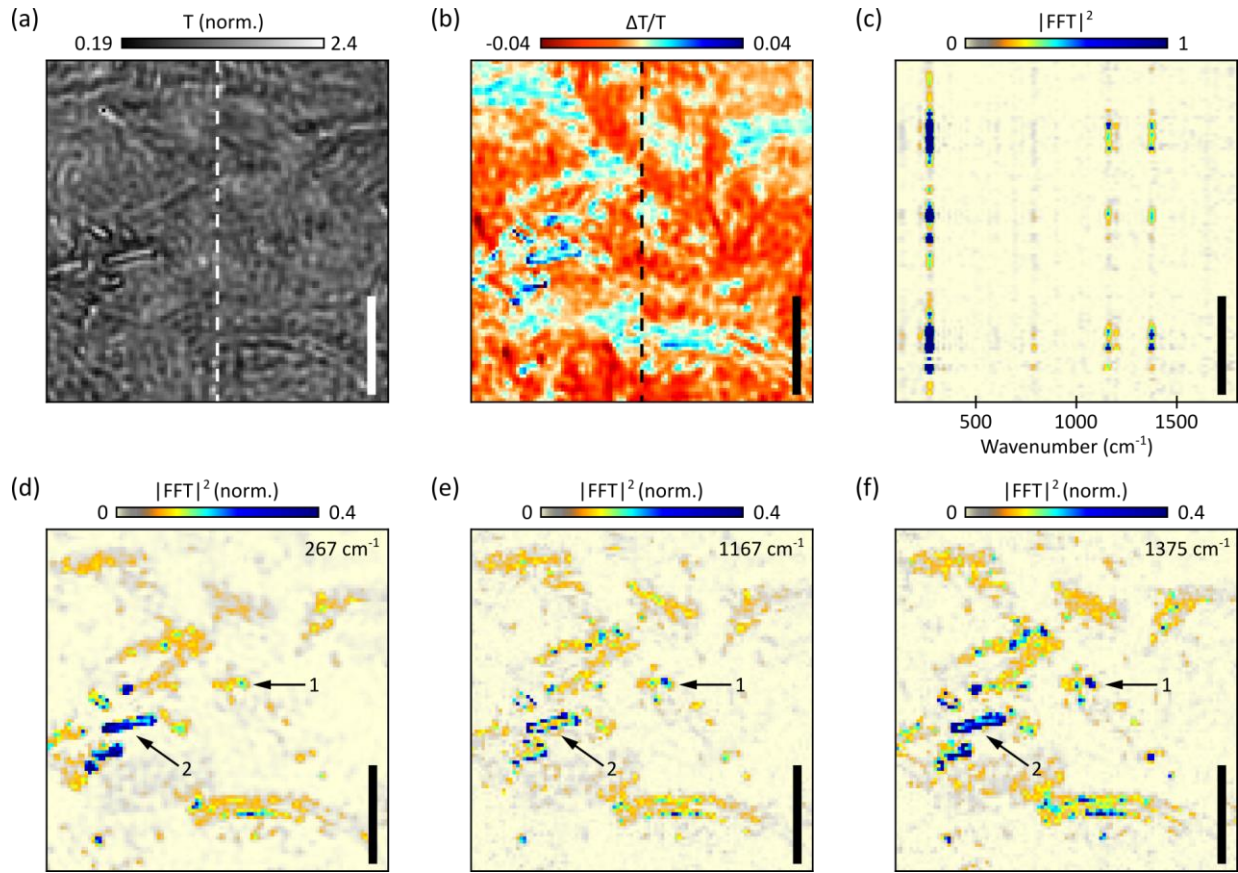 (a)
T (norm.)
0.19 2.4
(b)
ΔT/T
-0.04 0.04
(c)
|FFT|²
0 1
500 1000 1500
Wavenumber (cm⁻¹)
(d)
|FFT|² (norm.)
0 0.4
267 cm⁻¹
1
2
(e)
|FFT|² (norm.)
0 0.4
1167 cm⁻¹
1
2
(f)
|FFT|² (norm.)
0 0.4
1375 cm⁻¹
1
2